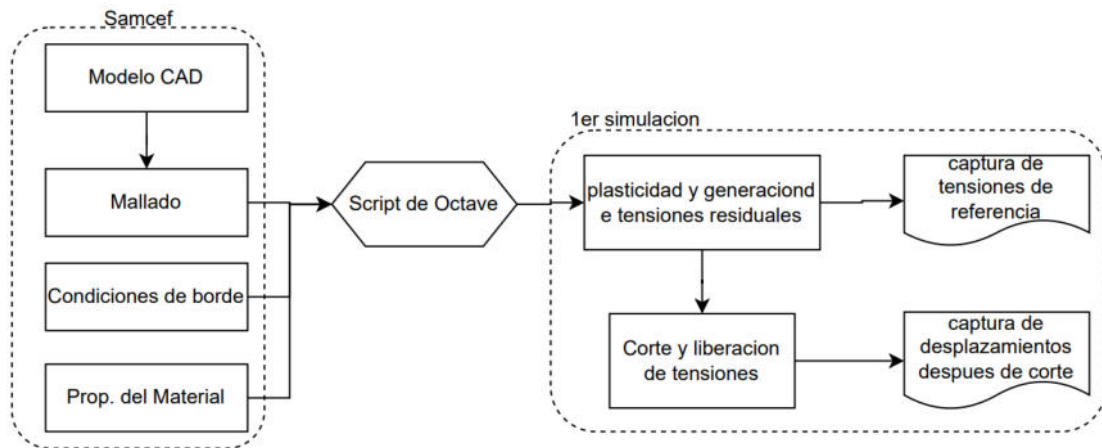 Samcef
Modelo CAD
Mallado
Condiciones de borde
Prop. del Material
Script de Octave
1er simulacion
plasticidad y generaciond
e tensiones residuales
captura de
tensiones de
referencia
Corte y liberacion
de tensiones
captura de
desplazamientos
despues de corte